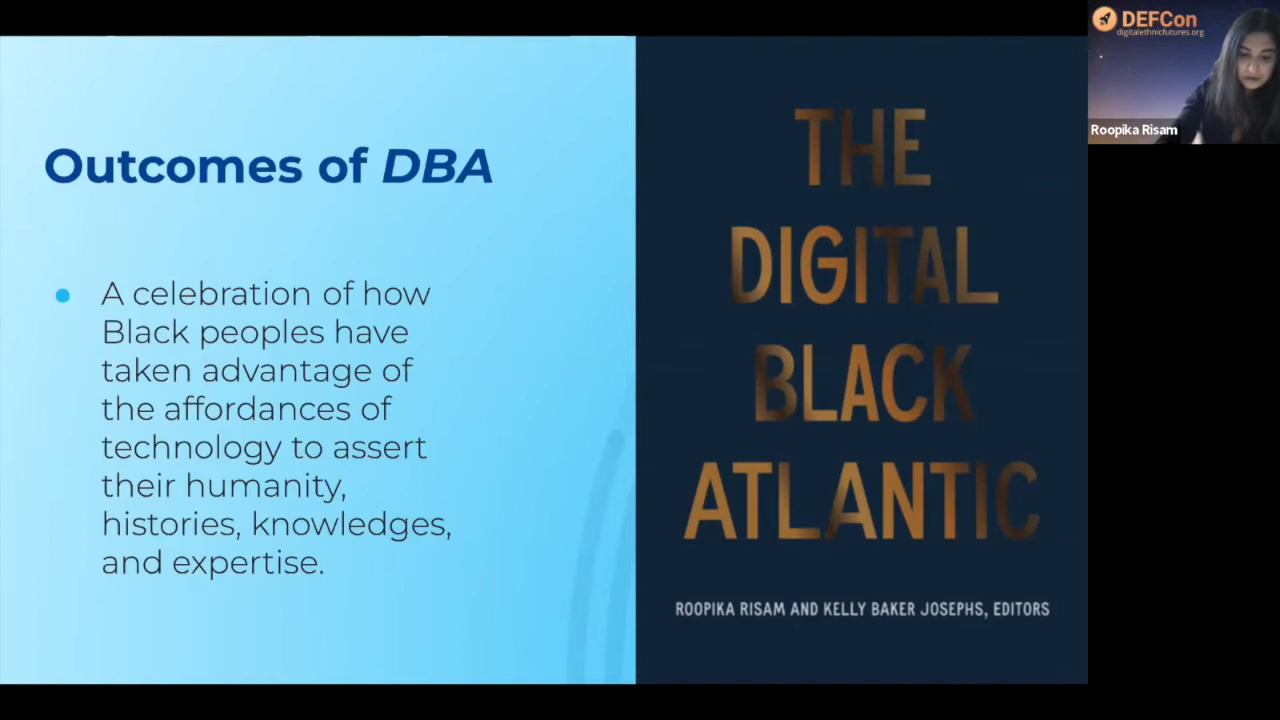 Outcomes of DBA
A celebration of how
Black peoples have
taken advantage of
the affordances of
technology to assert
their humanity,
histories, knowledges,
and expertise.
THE
DIGITAL
BLACK
ATLANTIC
ROOPIKA RISAM AND KELLY BAKER JOSEPHS, EDITORS
DEFCon
digitalethnicfutures.org
Roopika Risam